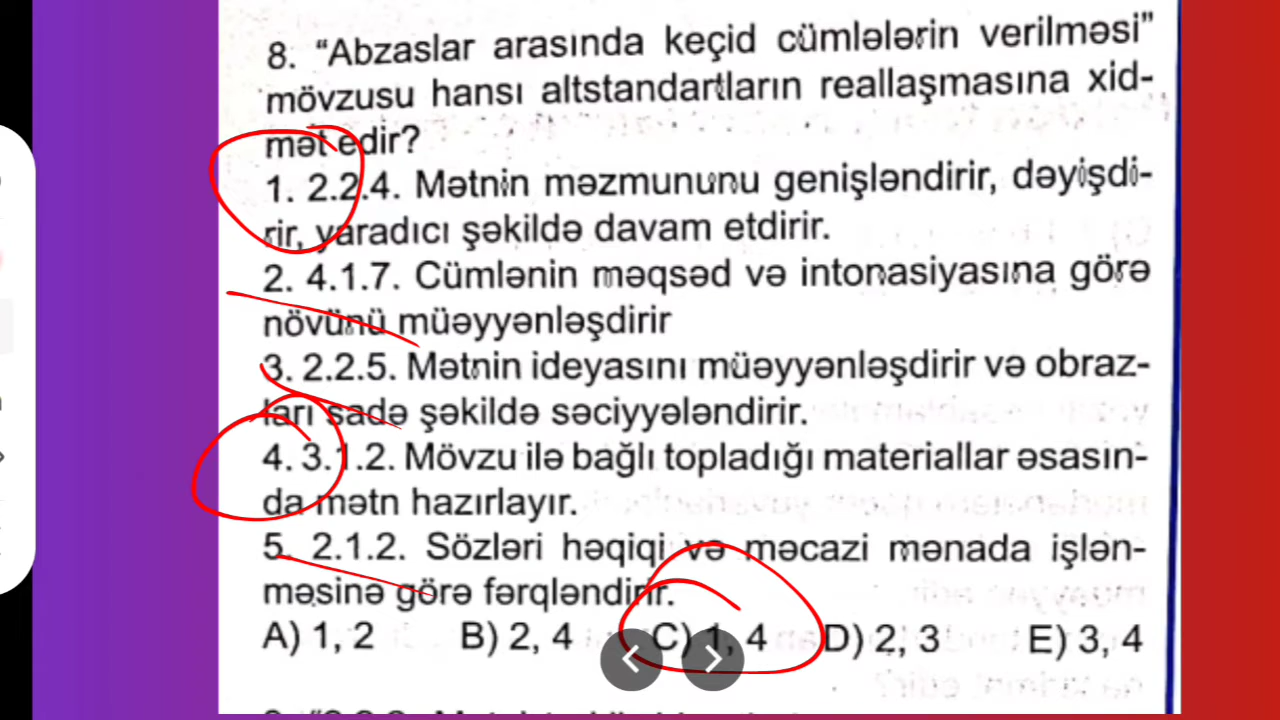 8. “Abzaslar arasında keçid cümlələrin verilməsi”
mövzusu hansı altstandartların reallaşmasına xid-
mət edir?
1. 2.2.4. Mətnin məzmununu genişləndirir, dəyişdi-
rir, yaradıcı şəkildə davam etdirir.
2. 4.1.7. Cümlənin məqsəd və intonasiyasına görə
növünü müəyyənləşdirir
3. 2.2.5. Mətnin ideyasını müəyyənləşdirir və obraz-
ları sadə şəkildə səciyyələndirir.
4. 3.1.2. Mövzu ilə bağlı topladığı materiallar əsasın-
da mətn hazırlayır.
5. 2.1.2. Sözləri həqiqi və məcazi mənada işlən-
məsinə görə fərqləndirir.
A) 1, 2 B) 2, 4 C) 1, 4 D) 2, 3 E) 3, 4